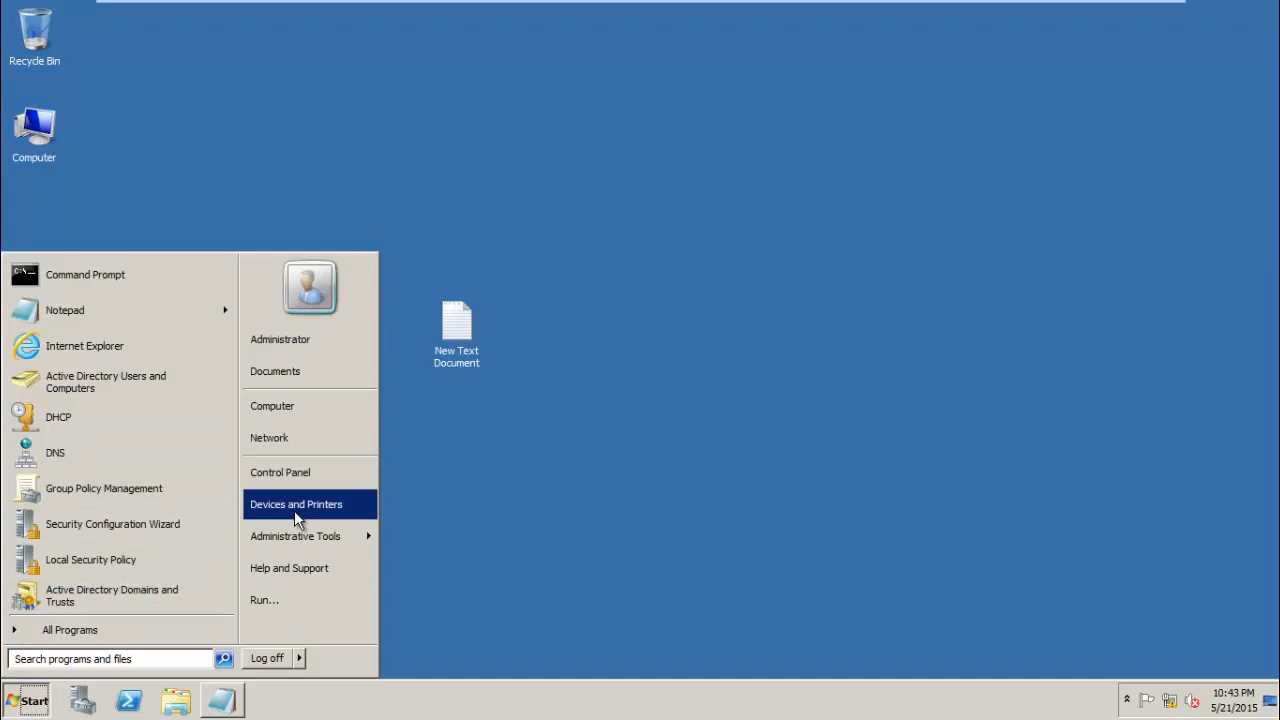 Recycle Bin
Computer
New Text
Document
Command Prompt
Notepad
Internet Explorer
Active Directory Users and
Computers
DHCP
DNS
Group Policy Management
Security Configuration Wizard
Local Security Policy
Active Directory Domains and
Trusts
All Programs
Search programs and files
Administrator
Documents
Computer
Network
Control Panel
Devices and Printers
Administrative Tools
Help and Support
Run...
Log off
Start
10:43 PM
5/21/2015